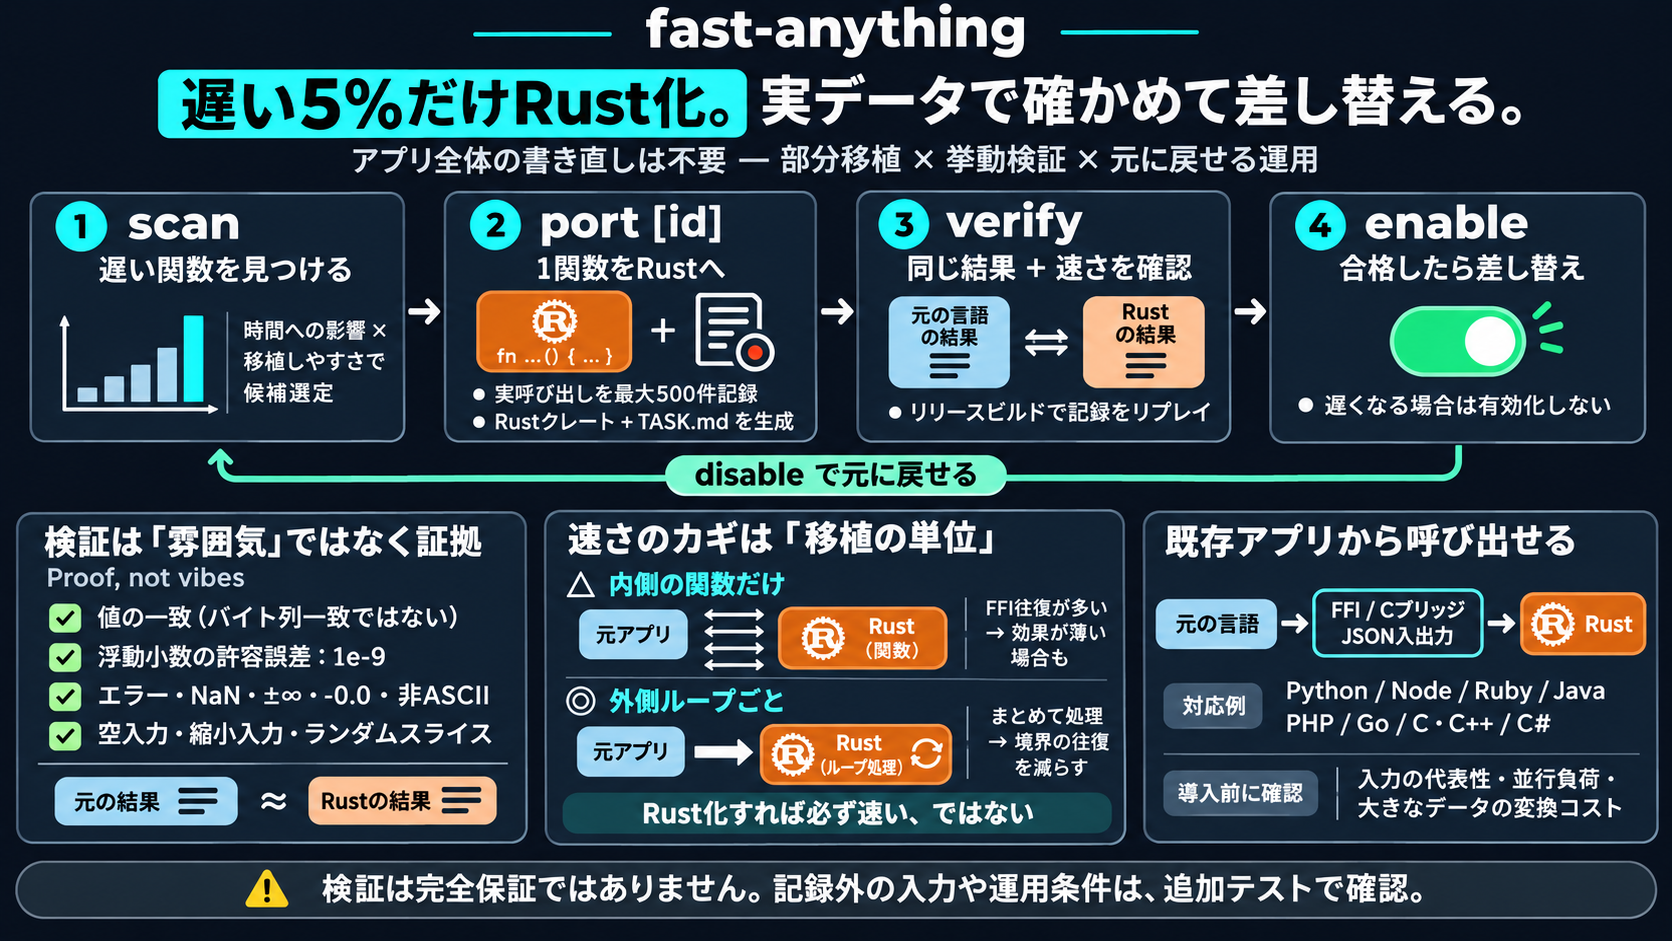 fast-anything
遅い5%だけRust化。実データで確かめて差し替える。
アプリ全体の書き直しは不要 — 部分移植 × 挙動検証 × 元に戻せる運用
1 scan
遅い関数を見つける
時間への影響 ×
移植しやすさで
候補選定
2 port [id]
1関数をRustへ
R
fn ...() { ... }
+
● 実呼び出しを最大500件記録
● Rustクレート + TASK.md を生成
3 verify
同じ結果 + 速さを確認
元の言語
の結果
Rust
の結果
● リリースビルドで記録をリプレイ
4 enable
合格したら差し替え
● 遅くなる場合は有効化しない
disable で元に戻せる
検証は「雰囲気」ではなく証拠
Proof, not vibes
値の一致（バイト列一致ではない）
浮動小数の許容誤差：1e-9
エラー・NaN・±∞・-0.0・非ASCII
空入力・縮小入力・ランダムスライス
元の結果
≈
Rustの結果
速さのカギは「移植の単位」
△ 内側の関数だけ
元アプリ
R
Rust
（関数）
FFI往復が多い
→ 効果が薄い
場合も
◎ 外側ループごと
元アプリ
R
Rust
（ループ処理）
まとめて処理
→ 境界の往復
を減らす
Rust化すれば必ず速い、ではない
既存アプリから呼び出せる
元の言語
FFI / Cブリッジ
JSON入出力
R Rust
対応例
Python / Node / Ruby / Java
PHP / Go / C・C++ / C#
導入前に確認
入力の代表性・並行負荷・
大きなデータの変換コスト
検証は完全保証ではありません。記録外の入力や運用条件は、追加テストで確認。